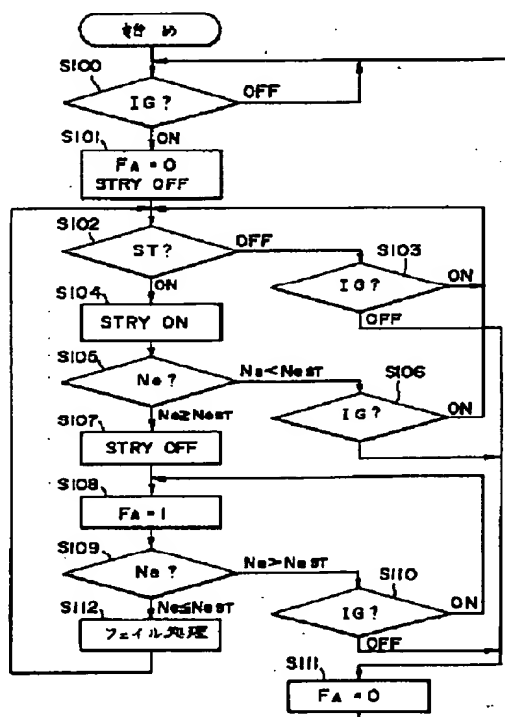 始め
S100
IG?
OFF
ON
S101
FA=0
STRY OFF
S102
ST?
OFF
ON
S103
IG?
ON
OFF
S104
STRY ON
S105
Ne?
Ne<NeST
Ne≧NeST
S106
IG?
ON
S107
STRY OFF
S108
FA=1
S109
Ne?
Ne>NeST
Ne≦NeST
S110
IG?
ON
OFF
S112
フェイル処理
S111
FA=0